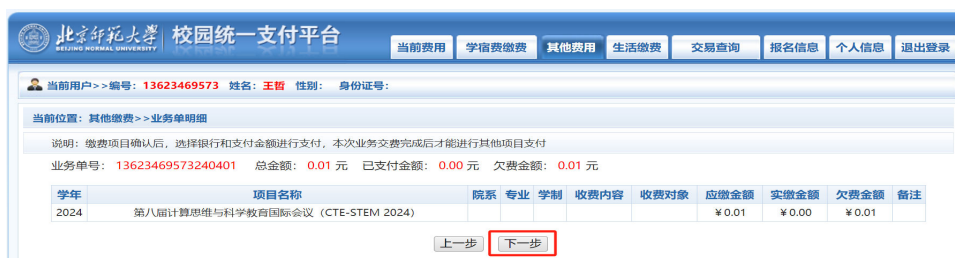 北京师范大学 校园统一支付平台
BEIJING NORMAL UNIVERSITY
当前费用 学宿费缴费 其他费用 生活缴费 交易查询 报名信息 个人信息 退出登录
当前用户>>编号: 13623469573 姓名: 王哲 性别: 身份证号:
当前位置: 其他缴费>>业务单明细
说明: 缴费项目确认后，选择银行和支付金额进行支付，本次业务交费完成后才能进行其他项目支付
业务单号: 13623469573240401 总金额: 0.01 元 已支付金额: 0.00 元 欠费金额: 0.01 元
学年 项目名称 院系 专业 学制 收费内容 收费对象 应缴金额 实缴金额 欠费金额 备注
2024 第八届计算思维与科学教育国际会议（CTE-STEM 2024） ¥0.01 ¥0.00 ¥0.01
上一步 下一步